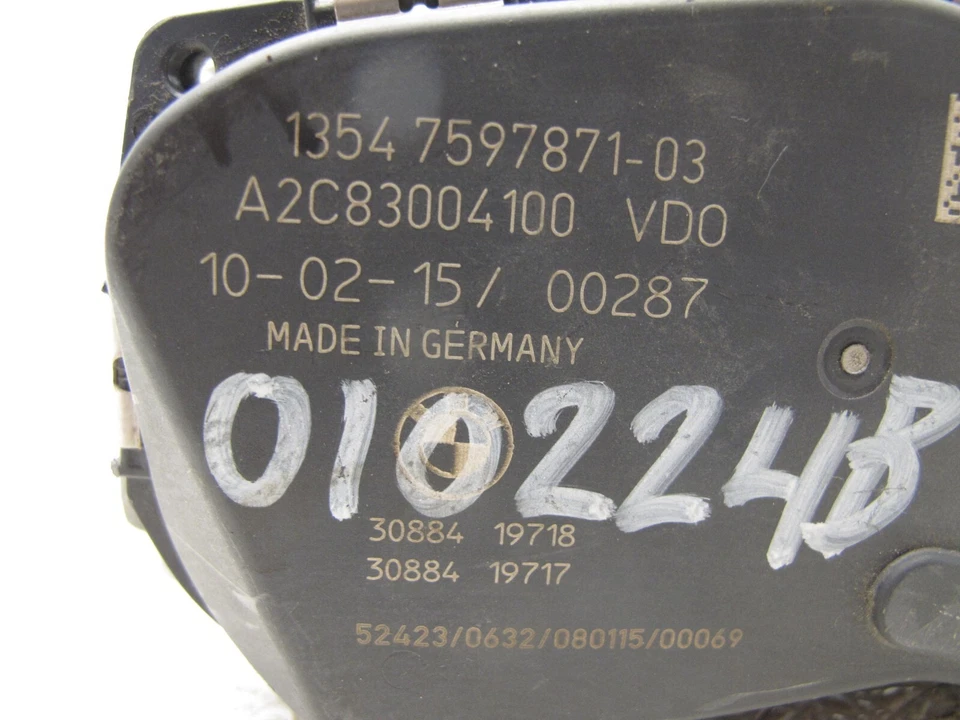 1354 7597871-03
A2C83004100 VDO
10-02-15/ 00287
MADE IN GERMANY
010224B
30884 19718
30884 19717
52423/0632/080115/00069